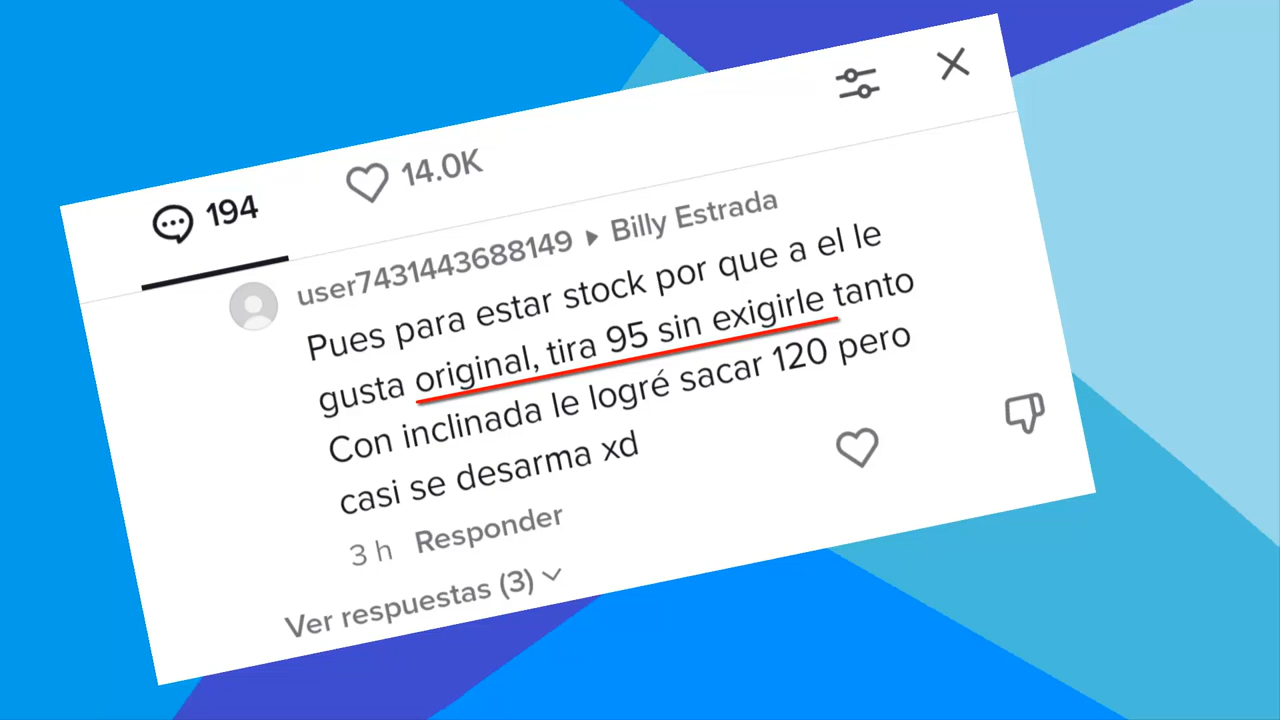 194
14.0K
user7431443688149 ▸ Billy Estrada
Pues para estar stock por que a el le
gusta original, tira 95 sin exigirle tanto
Con inclinada le logré sacar 120 pero
casi se desarma xd
3 h Responder
Ver respuestas (3)